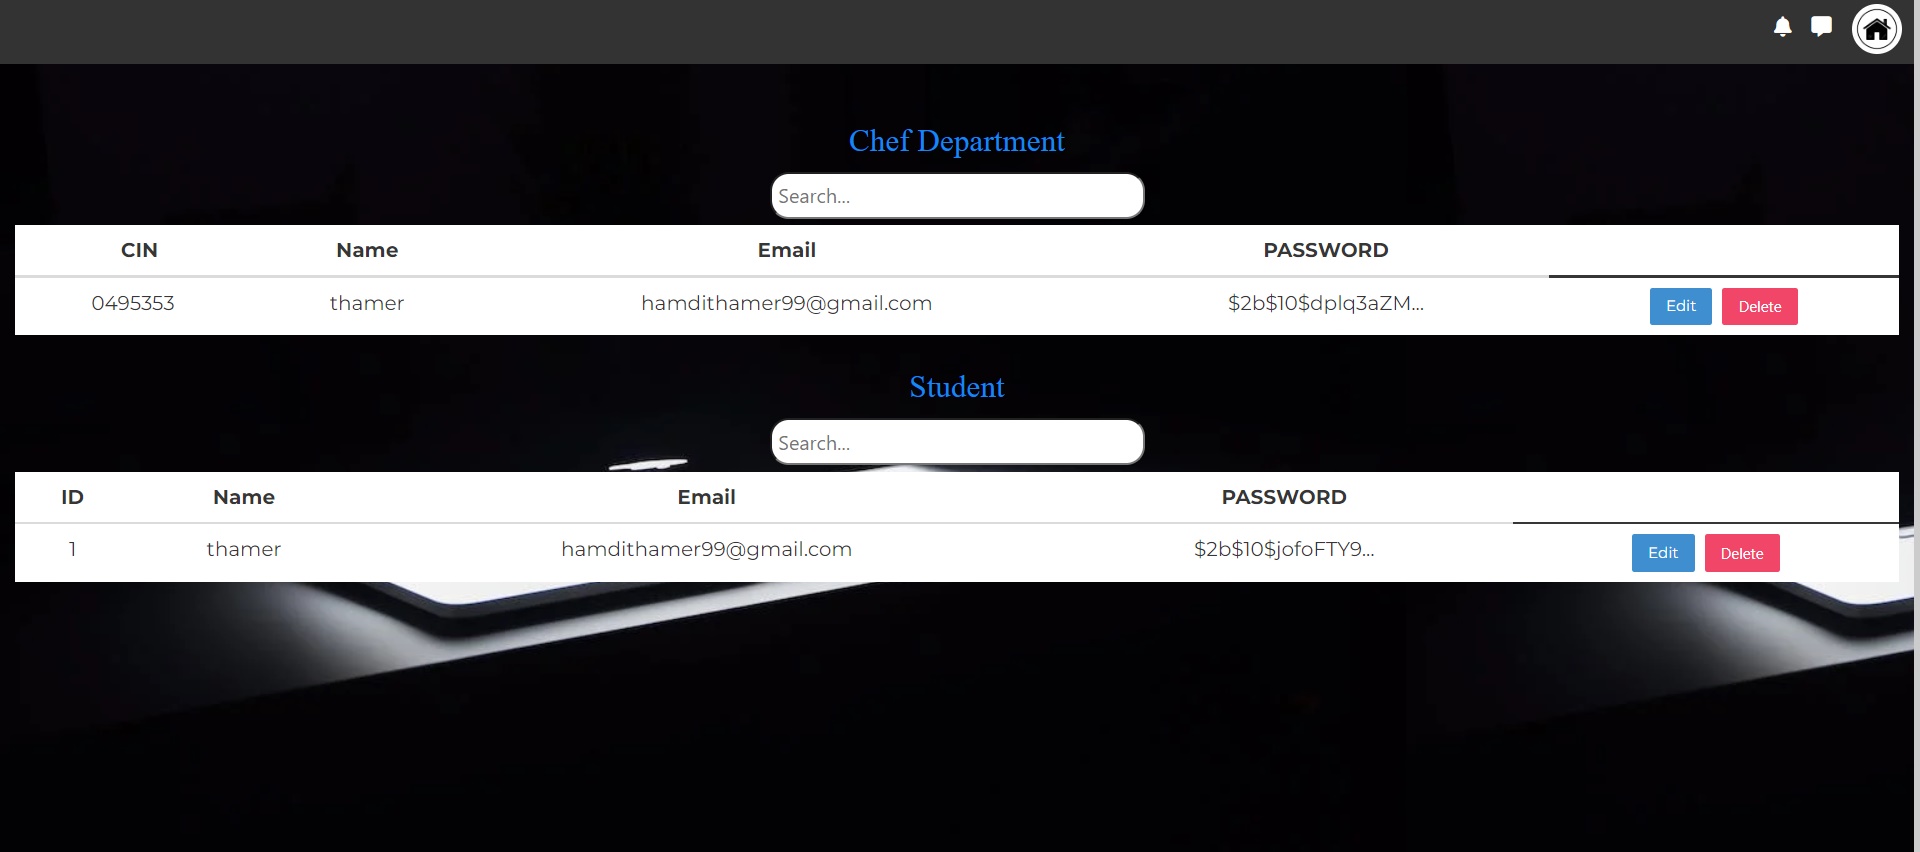 Chef Department
Search...
CIN Name Email PASSWORD
0495353 thamer hamdithamer99@gmail.com $2b$10$dplq3aZM... Edit Delete
Student
Search...
ID Name Email PASSWORD
1 thamer hamdithamer99@gmail.com $2b$10$jofoFTY9... Edit Delete